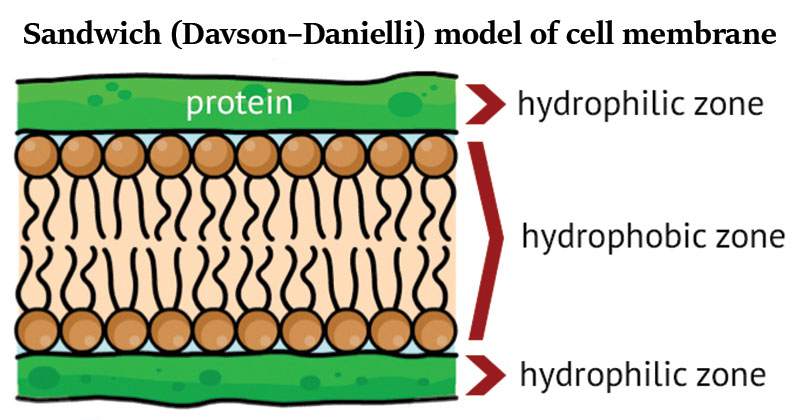 Sandwich (Davson–Danielli) model of cell membrane
protein
hydrophilic zone
hydrophobic zone
hydrophilic zone